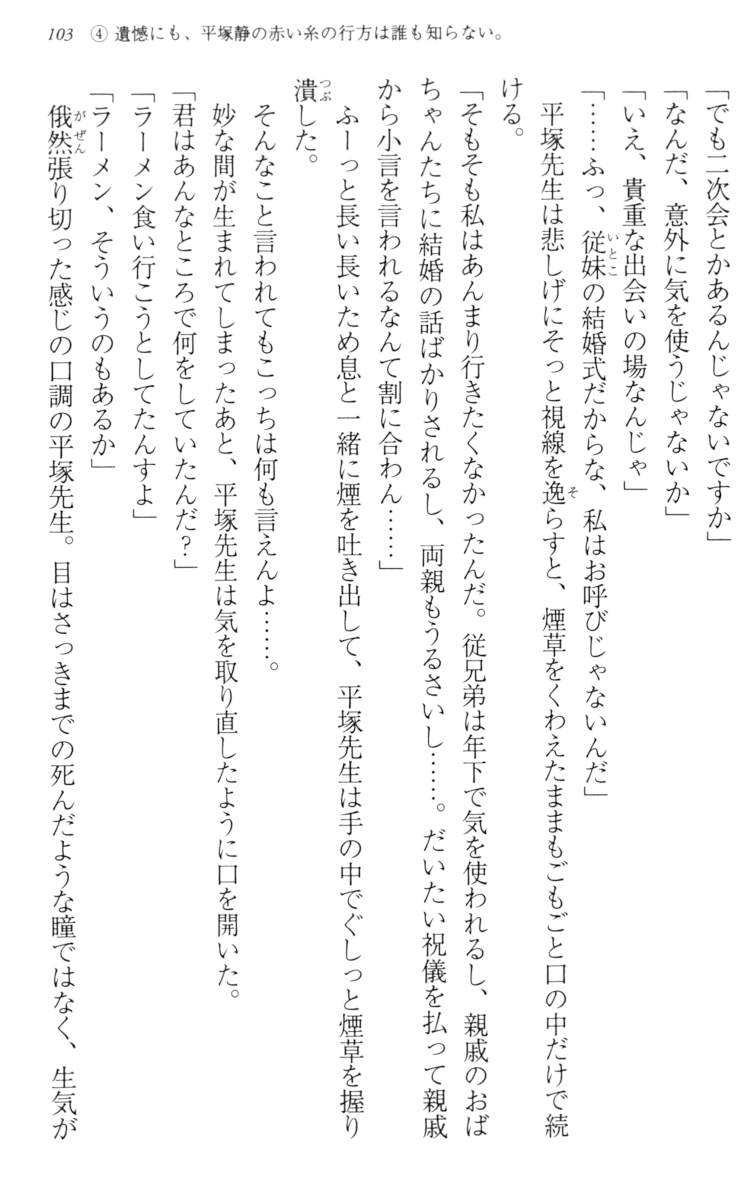 103 ④ 遺憾にも、平塚静の赤い糸の行方は誰も知らない。
「でも二次会とかあるんじゃないですか」
「なんだ、意外に気を使うじゃないか」
「いえ、貴重な出会いの場なんじゃ」
「……ふっ、従妹の結婚式だからな、私はお呼びじゃないんだ」
平塚先生は悲しげにそっと視線を逸らすと、煙草をくわえたままもごもごと口の中だけで続
ける。
「そもそも私はあんまり行きたくなかったんだ。従兄弟は年下で気を使われるし、親戚のおば
ちゃんたちに結婚の話ばかりされるし、両親もうるさいし……。だいたい祝儀を払って親戚
から小言を言われるなんて割に合わん……」
ふーっと長い長いため息と一緒に煙を吐き出して、平塚先生は手の中でぐしっと煙草を握り
潰した。
そんなこと言われてもこっちは何も言えんよ……。
妙な間が生まれてしまったあと、平塚先生は気を取り直したように口を開いた。
「君はあんなところで何をしていたんだ？」
「ラーメン食い行こうとしてたんすよ」
「ラーメン、そういうのもあるか」
俄然張り切った感じの口調の平塚先生。目はさっきまでの死んだような瞳ではなく、生気が